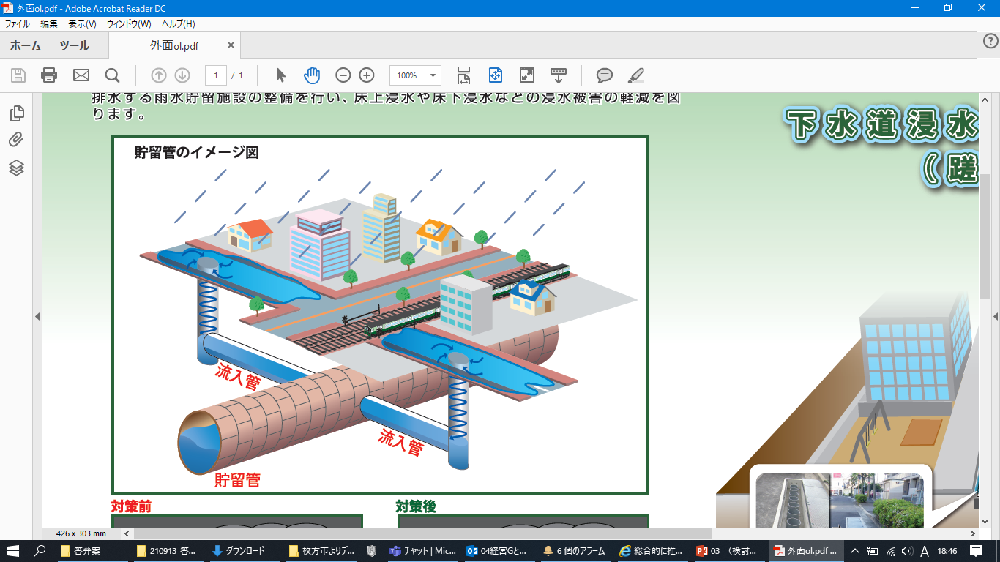 外面ol.pdf - Adobe Acrobat Reader DC
ファイル 編集 表示(V) ウィンドウ(W) ヘルプ(H)
ホーム ツール 外面ol.pdf ×
1 / 1 100%
排水する雨水貯留施設の整備を行い、床上浸水や床下浸水などの浸水被害の軽減を図
ります。
下水道浸水
（蹉
貯留管のイメージ図
流入管
流入管
貯留管
対策前 対策後
426 x 303 mm
答弁案 210913_答... ダウンロード 枚方市よりデ... チャット | Mic... 04経営Gと... 6 個のアラーム 総合的に推... 03_（検討... 外面ol.pdf ... A 18:46